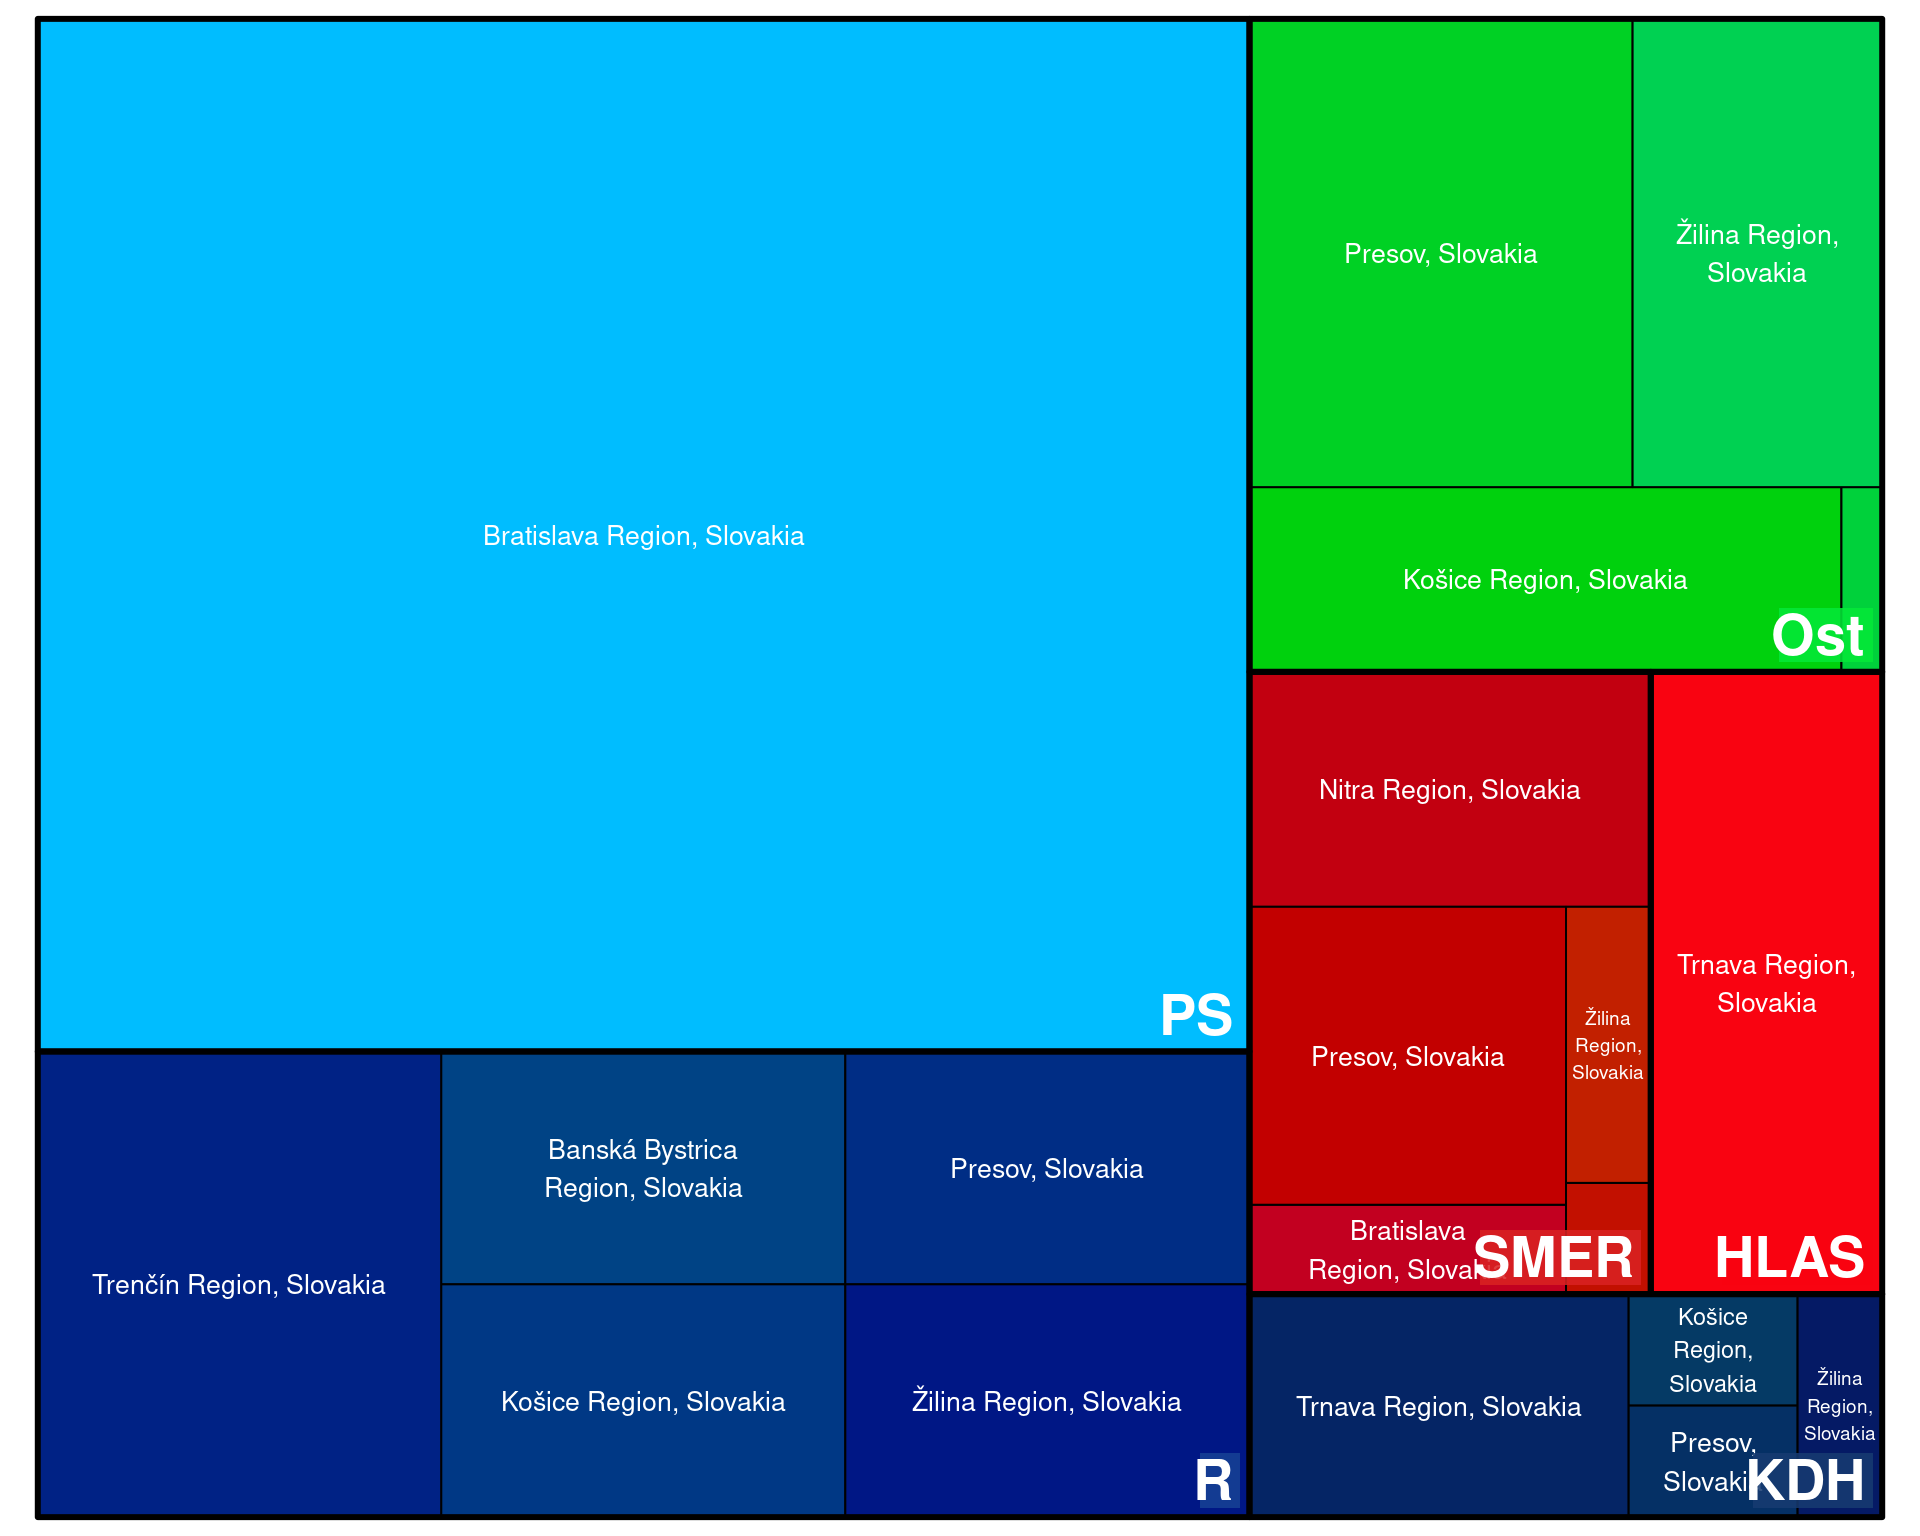 Bratislava Region, Slovakia
PS
Presov, Slovakia
Žilina Region,
Slovakia
Košice Region, Slovakia
Ost
Nitra Region, Slovakia
Presov, Slovakia
Žilina
Region,
Slovakia
Bratislava
Region, Slovakia
SMER
Trnava Region,
Slovakia
HLAS
Trenčín Region, Slovakia
Banská Bystrica
Region, Slovakia
Presov, Slovakia
Košice Region, Slovakia
Žilina Region, Slovakia
R
Trnava Region, Slovakia
Košice
Region,
Slovakia
Presov,
Slovakia
Žilina
Region,
Slovakia
KDH